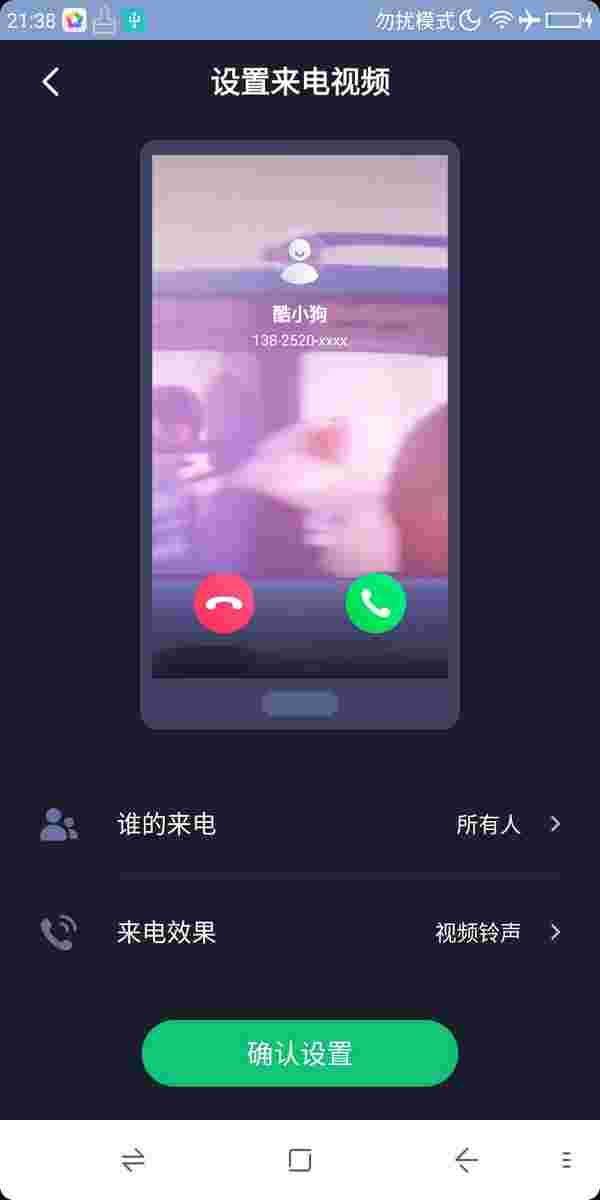 21:38 勿扰模式
设置来电视频
酷小狗
138-2520-xxxx
谁的来电 所有人
来电效果 视频铃声
确认设置